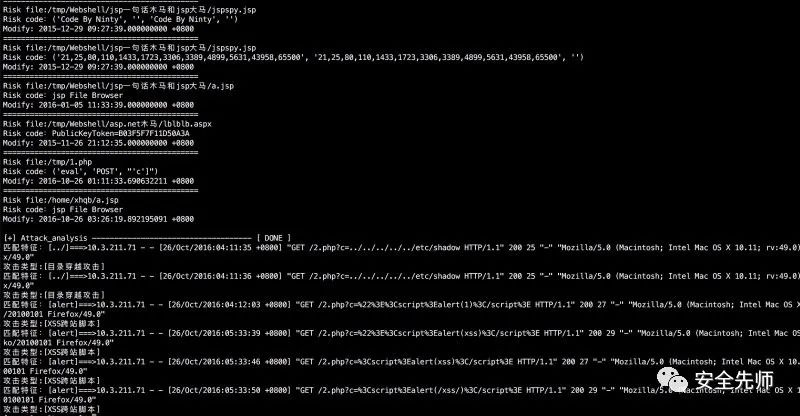 ==========================================
Risk file:/tmp/Webshell/jsp一句话木马和jsp大马/jspspy.jsp
Risk code: ('Code By Ninty', '', 'Code By Ninty')
Modify: 2015-12-29 09:27:39.000000000 +0800
==========================================
Risk file:/tmp/Webshell/jsp一句话木马和jsp大马/jspspy.jsp
Risk code: ('21,25,80,110,1433,1723,3306,3389,4899,5631,43958,65500', '21,25,80,110,1433,1723,3306,3389,4899,5631,43958,65500', '')
Modify: 2015-12-29 09:27:39.000000000 +0800
==========================================
Risk file:/tmp/Webshell/jsp一句话木马和jsp大马/a.jsp
Risk code: jsp File Browser
Modify: 2016-01-05 11:33:39.000000000 +0800
==========================================
Risk file:/tmp/Webshell/asp.net木马/lblblb.aspx
Risk code: PublicKeyToken=B03F5F7F11D50A3A
Modify: 2015-11-26 21:12:35.000000000 +0800
==========================================
Risk file:/tmp/1.php
Risk code: ('eval', 'POST', "'c']")
Modify: 2016-10-26 01:11:33.690632211 +0800
==========================================
Risk file:/home/xhqb/a.jsp
Risk code: jsp File Browser
Modify: 2016-10-26 03:26:19.892195091 +0800
==========================================
[+] Attack_analysis ------------------------------------ [ DONE ]
匹配特征: [../]===>10.3.211.71 - - [26/Oct/2016:04:11:35 +0800] "GET /2.php?c=../../../../../etc/shadow HTTP/1.1" 200 25 "-" "Mozilla/5.0 (Macintosh; Intel Mac OS X 10.11; rv:49.0)
x/49.0"
攻击类型:[目录穿越攻击]
匹配特征: [../]===>10.3.211.71 - - [26/Oct/2016:04:11:36 +0800] "GET /2.php?c=../../../../../etc/shadow HTTP/1.1" 200 25 "-" "Mozilla/5.0 (Macintosh; Intel Mac OS X 10.11; rv:49.0)
x/49.0"
攻击类型:[目录穿越攻击]
匹配特征: [alert]===>10.3.211.71 - - [26/Oct/2016:04:12:03 +0800] "GET /2.php?c=%22%3E%3Cscript%3Ealert(1)%3C/script%3E HTTP/1.1" 200 27 "-" "Mozilla/5.0 (Macintosh; Intel Mac OS X
/20100101 Firefox/49.0"
攻击类型:[XSS跨站脚本]
匹配特征: [alert]===>10.3.211.71 - - [26/Oct/2016:05:33:39 +0800] "GET /2.php?c=%22%3E%3Cscript%3Ealert(xss)%3C/script%3E HTTP/1.1" 200 29 "-" "Mozilla/5.0 (Macintosh; Intel Mac OS
ko/20100101 Firefox/49.0"
攻击类型:[XSS跨站脚本]
匹配特征: [alert]===>10.3.211.71 - - [26/Oct/2016:05:33:46 +0800] "GET /2.php?c=%3Cscript%3Ealert(xss)%3C/script%3E HTTP/1.1" 200 27 "-" "Mozilla/5.0 (Macintosh; Intel Mac OS X 10.
00101 Firefox/49.0"
攻击类型:[XSS跨站脚本]
匹配特征: [alert]===>10.3.211.71 - - [26/Oct/2016:05:33:50 +0800] "GET /2.php?c=%3Cscript%3Ealert(/xss/)%3C/script%3E HTTP/1.1" 200 29 "-" "Mozilla/5.0 (Macintosh; Intel Mac OS X
0100101 Firefox/49.0"
攻击类型:[XSS跨站脚本]
安全先师